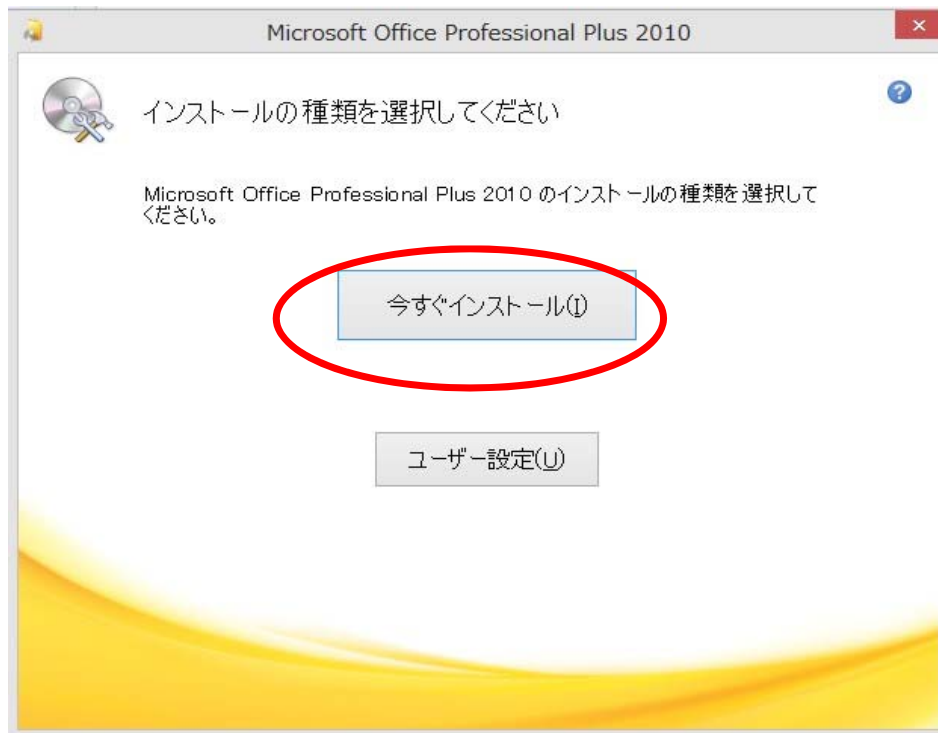 Microsoft Office Professional Plus 2010
インストールの種類を選択してください
Microsoft Office Professional Plus 2010 のインストールの種類を選択して
ください。
今すぐインストール(I)
ユーザー設定(U)